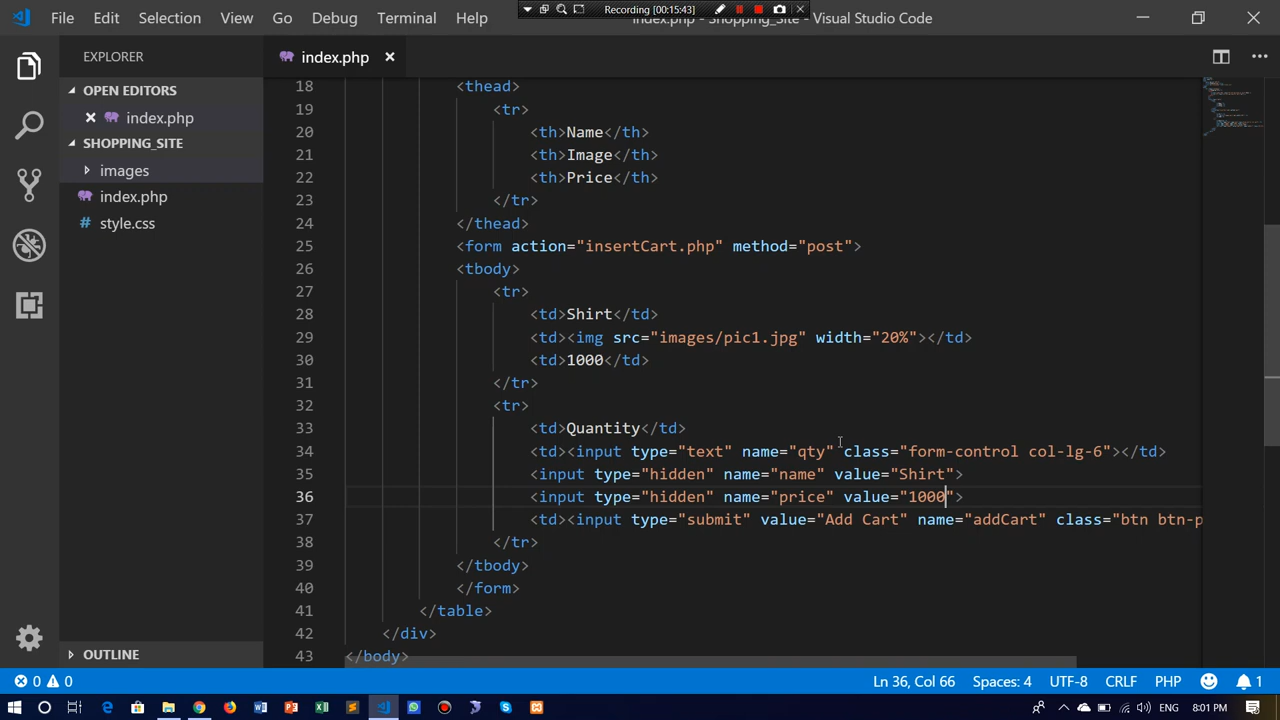 Recording [00:15:43]
File Edit Selection View Go Debug Terminal Help index.php - Shopping_Site - Visual Studio Code
EXPLORER
index.php
OPEN EDITORS
index.php
SHOPPING_SITE
images
index.php
# style.css
OUTLINE
18 <thead>
19 <tr>
20 <th>Name</th>
21 <th>Image</th>
22 <th>Price</th>
23 </tr>
24 </thead>
25 <form action="insertCart.php" method="post">
26 <tbody>
27 <tr>
28 <td>Shirt</td>
29 <td><img src="images/pic1.jpg" width="20%"></td>
30 <td>1000</td>
31 </tr>
32 <tr>
33 <td>Quantity</td>
34 <td><input type="text" name="qty" class="form-control col-lg-6"></td>
35 <input type="hidden" name="name" value="Shirt">
36 <input type="hidden" name="price" value="1000">
37 <td><input type="submit" value="Add Cart" name="addCart" class="btn btn-p
38 </tr>
39 </tbody>
40 </form>
41 </table>
42 </div>
43 </body>
0 0 Ln 36, Col 66 Spaces: 4 UTF-8 CRLF PHP 1
ENG 8:01 PM